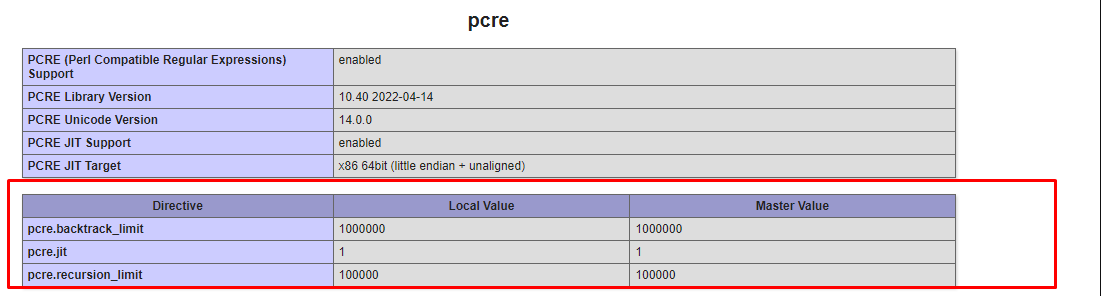 pcre
PCRE (Perl Compatible Regular Expressions) enabled
Support
PCRE Library Version 10.40 2022-04-14
PCRE Unicode Version 14.0.0
PCRE JIT Support enabled
PCRE JIT Target x86 64bit (little endian + unaligned)
Directive Local Value Master Value
pcre.backtrack_limit 1000000 1000000
pcre.jit 1 1
pcre.recursion_limit 100000 100000